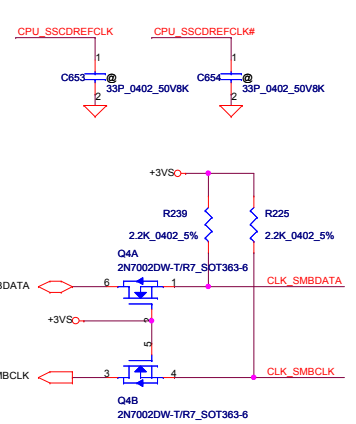 CPU_SSCDREFCLK CPU_SSCDREFCLK#
1 1
C653 @ C654 @
33P_0402_50V8K 33P_0402_50V8K
2 2
+3VS
R239 R225
2.2K_0402_5% 2.2K_0402_5%
Q4A
2N7002DW-T/R7_SOT363-6
BDATA 6 1 CLK_SMBDATA
+3VS 2
5
MBCLK 3 4 CLK_SMBCLK
Q4B
2N7002DW-T/R7_SOT363-6